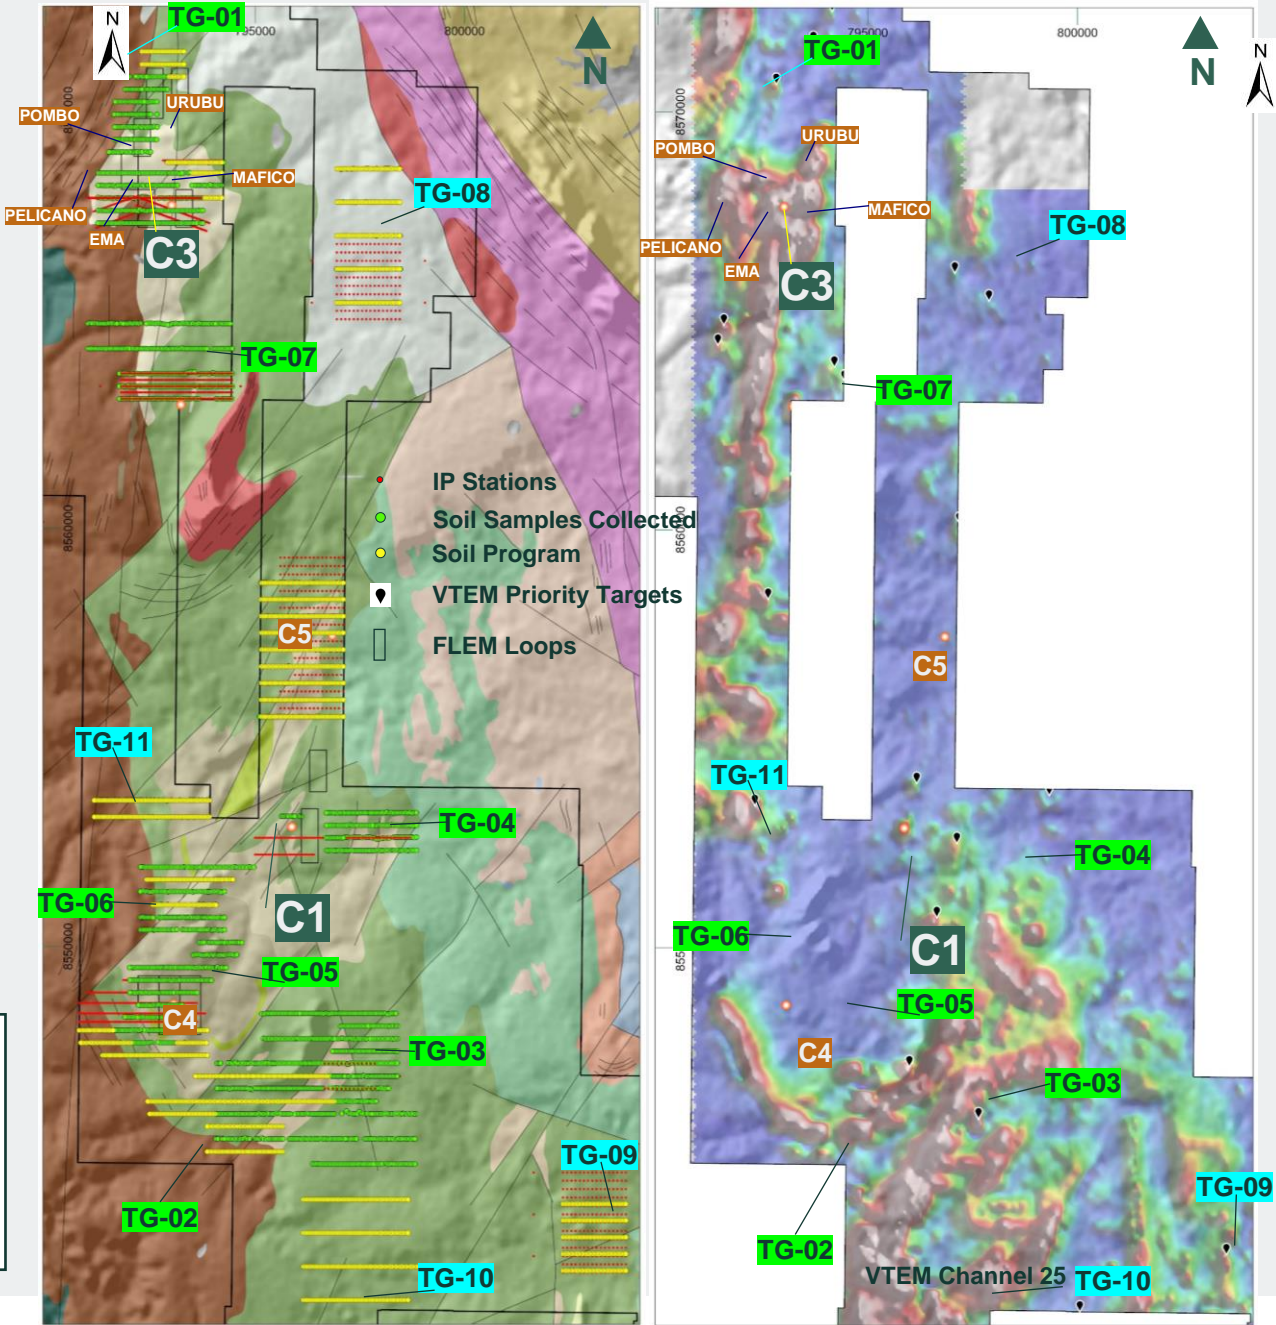 N
TG-01
795000
800000
N
8570000
POMBO
URUBU
MAFICO
TG-08
PELICANO
EMA
C3
TG-07
IP Stations
Soil Samples Collected
Soil Program
VTEM Priority Targets
FLEM Loops
8560000
C5
TG-11
TG-04
TG-06
C1
8550000
TG-05
C4
TG-03
TG-09
TG-02
TG-10
795000
800000
N
N
TG-01
8570000
URUBU
POMBO
MAFICO
TG-08
PELICANO
EMA
C3
TG-07
8560000
C5
TG-11
TG-04
TG-06
C1
TG-05
C4
TG-03
TG-09
TG-02
VTEM Channel 25
TG-10